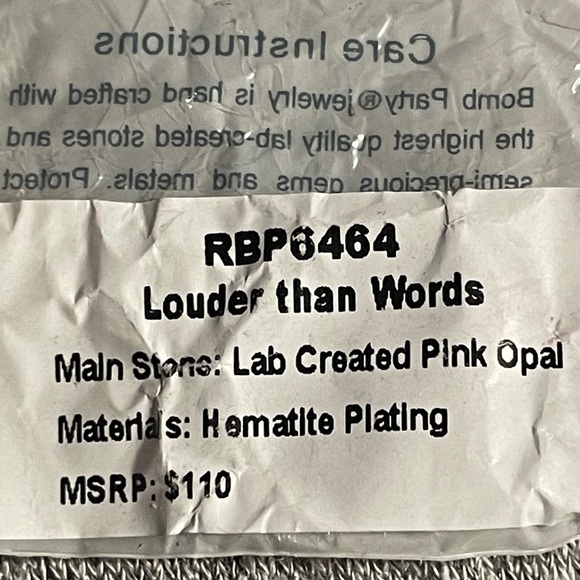 Care Instructions
Bomb Party® jewelry is hand crafted with
the highest quality lab-created stones and
semi-precious gems and metals. Protect
RBP6464
Louder than Words
Main Stone: Lab Created Pink Opal
Materials: Hematite Plating
MSRP: $110